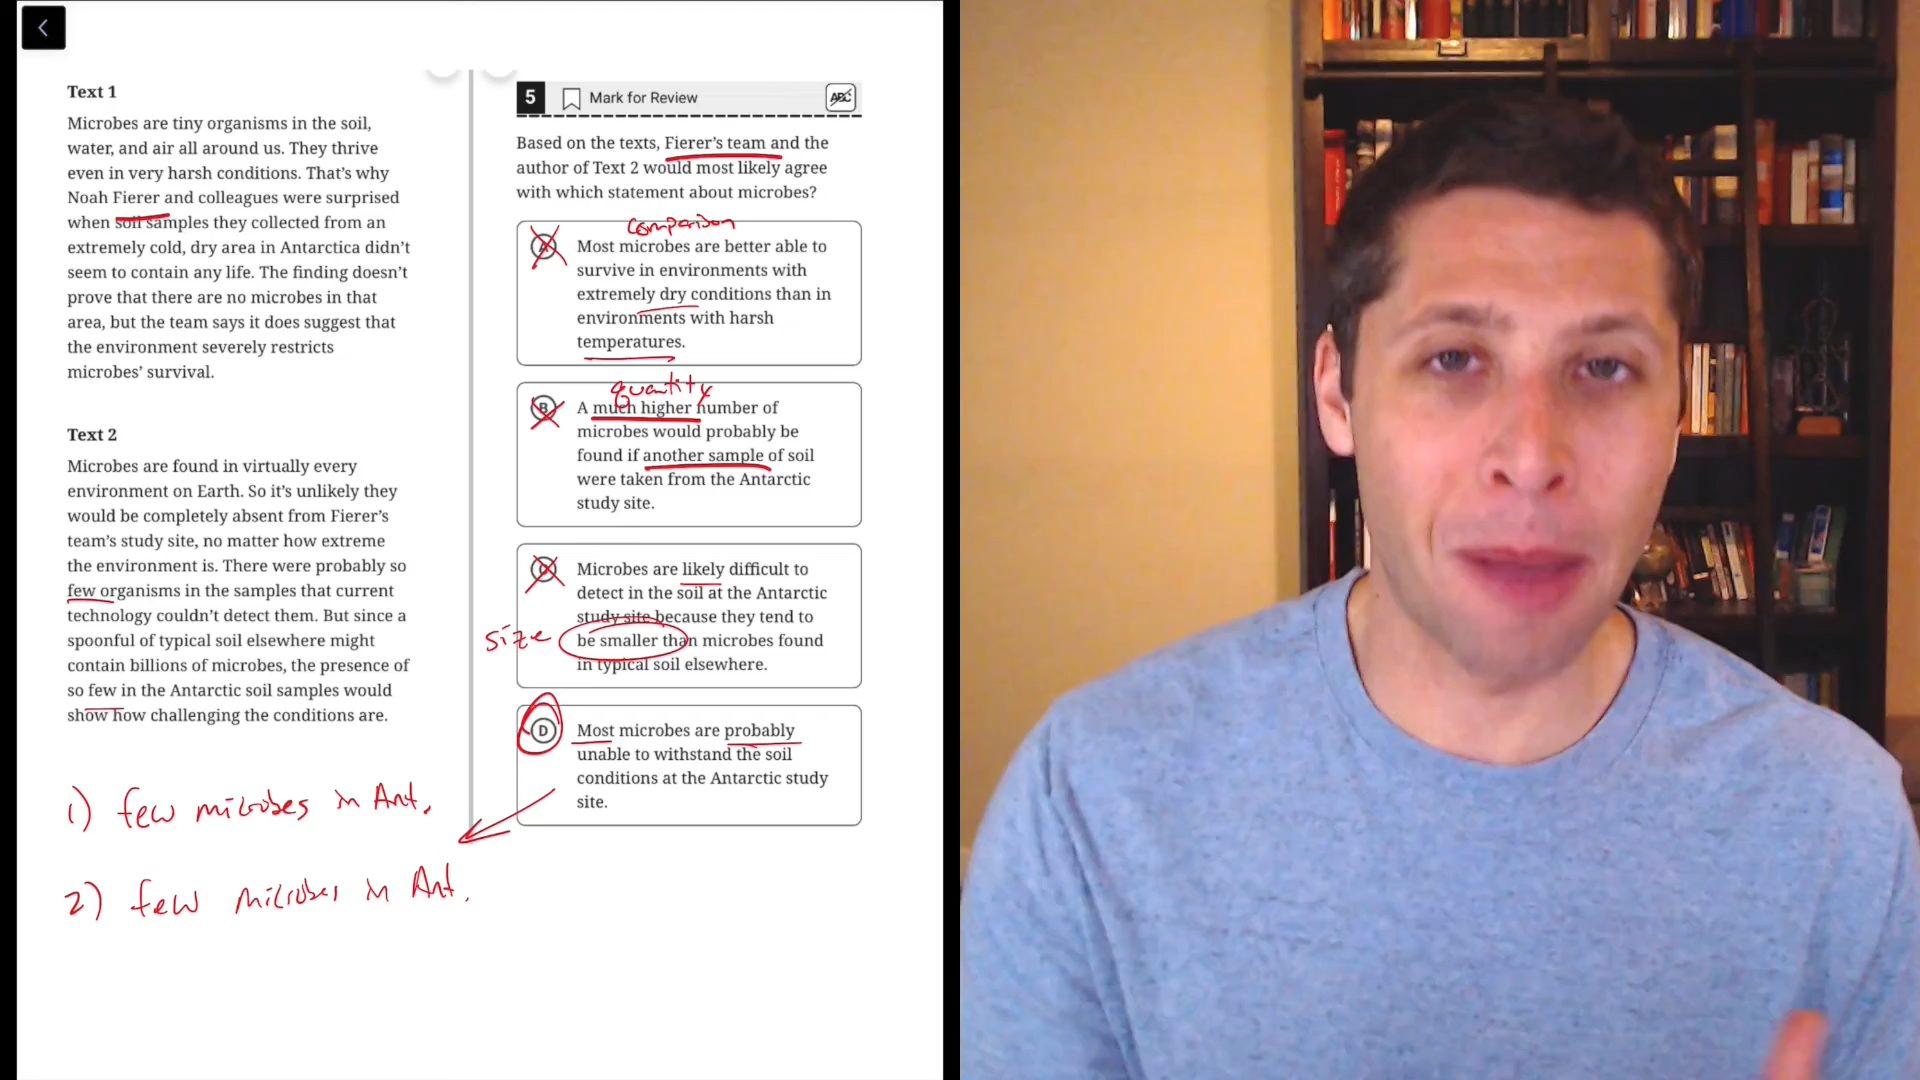 Text 1
Microbes are tiny organisms in the soil,
water, and air all around us. They thrive
even in very harsh conditions. That's why
Noah Fierer and colleagues were surprised
when soil samples they collected from an
extremely cold, dry area in Antarctica didn't
seem to contain any life. The finding doesn't
prove that there are no microbes in that
area, but the team says it does suggest that
the environment severely restricts
microbes' survival.
Text 2
Microbes are found in virtually every
environment on Earth. So it's unlikely they
would be completely absent from Fierer's
team's study site, no matter how extreme
the environment is. There were probably so
few organisms in the samples that current
technology couldn't detect them. But since a
spoonful of typical soil elsewhere might
contain billions of microbes, the presence of
so few in the Antarctic soil samples would
show how challenging the conditions are.
1) few microbes in Ant.
2) few microbes in Ant.
5 Mark for Review ABC
Based on the texts, Fierer's team and the
author of Text 2 would most likely agree
with which statement about microbes?
comparison
A Most microbes are better able to
survive in environments with
extremely dry conditions than in
environments with harsh
temperatures.
quantity
B A much higher number of
microbes would probably be
found if another sample of soil
were taken from the Antarctic
study site.
C Microbes are likely difficult to
detect in the soil at the Antarctic
study site because they tend to
size be smaller than microbes found
in typical soil elsewhere.
D Most microbes are probably
unable to withstand the soil
conditions at the Antarctic study
site.